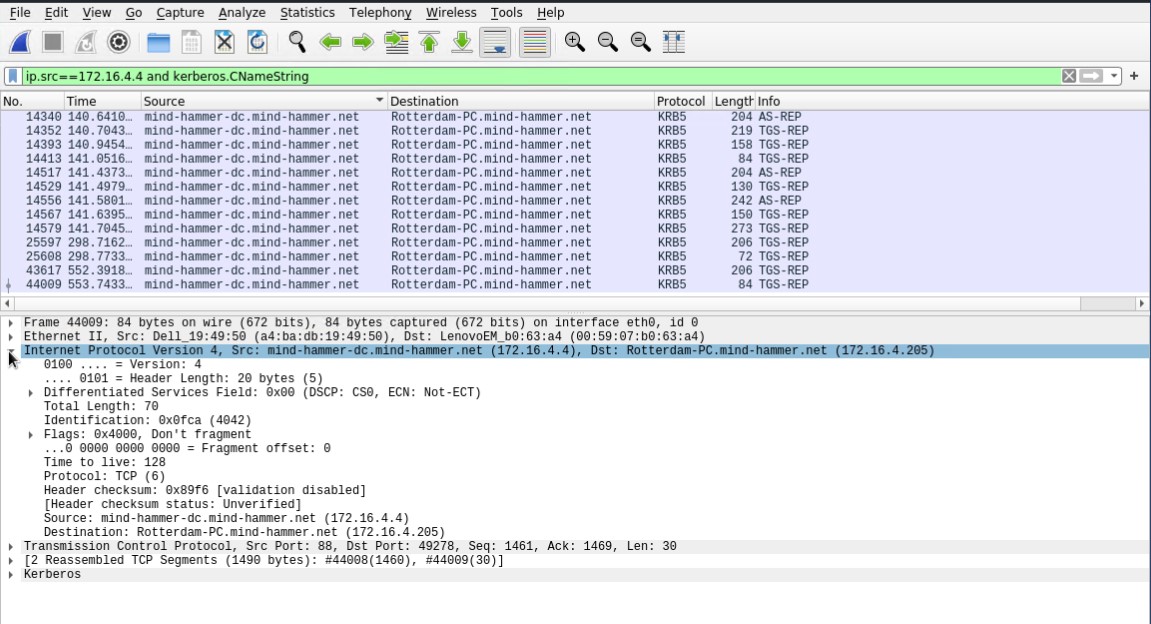 File Edit View Go Capture Analyze Statistics Telephony Wireless Tools Help
ip.src==172.16.4.4 and kerberos.CNameString
No. Time Source Destination Protocol Length Info
14340 140.6410… mind-hammer-dc.mind-hammer.net Rotterdam-PC.mind-hammer.net KRB5 204 AS-REP
14352 140.7043… mind-hammer-dc.mind-hammer.net Rotterdam-PC.mind-hammer.net KRB5 219 TGS-REP
14393 140.9454… mind-hammer-dc.mind-hammer.net Rotterdam-PC.mind-hammer.net KRB5 158 TGS-REP
14413 141.0516… mind-hammer-dc.mind-hammer.net Rotterdam-PC.mind-hammer.net KRB5 84 TGS-REP
14517 141.4373… mind-hammer-dc.mind-hammer.net Rotterdam-PC.mind-hammer.net KRB5 204 AS-REP
14529 141.4979… mind-hammer-dc.mind-hammer.net Rotterdam-PC.mind-hammer.net KRB5 130 TGS-REP
14556 141.5801… mind-hammer-dc.mind-hammer.net Rotterdam-PC.mind-hammer.net KRB5 242 AS-REP
14567 141.6395… mind-hammer-dc.mind-hammer.net Rotterdam-PC.mind-hammer.net KRB5 150 TGS-REP
14579 141.7045… mind-hammer-dc.mind-hammer.net Rotterdam-PC.mind-hammer.net KRB5 273 TGS-REP
25597 298.7162… mind-hammer-dc.mind-hammer.net Rotterdam-PC.mind-hammer.net KRB5 206 TGS-REP
25608 298.7733… mind-hammer-dc.mind-hammer.net Rotterdam-PC.mind-hammer.net KRB5 72 TGS-REP
43617 552.3918… mind-hammer-dc.mind-hammer.net Rotterdam-PC.mind-hammer.net KRB5 206 TGS-REP
44009 553.7433… mind-hammer-dc.mind-hammer.net Rotterdam-PC.mind-hammer.net KRB5 84 TGS-REP
Frame 44009: 84 bytes on wire (672 bits), 84 bytes captured (672 bits) on interface eth0, id 0
Ethernet II, Src: Dell_19:49:50 (a4:ba:db:19:49:50), Dst: LenovoEM_b0:63:a4 (00:59:07:b0:63:a4)
Internet Protocol Version 4, Src: mind-hammer-dc.mind-hammer.net (172.16.4.4), Dst: Rotterdam-PC.mind-hammer.net (172.16.4.205)
0100 .... = Version: 4
.... 0101 = Header Length: 20 bytes (5)
Differentiated Services Field: 0x00 (DSCP: CS0, ECN: Not-ECT)
Total Length: 70
Identification: 0x0fca (4042)
Flags: 0x4000, Don't fragment
...0 0000 0000 0000 = Fragment offset: 0
Time to live: 128
Protocol: TCP (6)
Header checksum: 0x89f6 [validation disabled]
[Header checksum status: Unverified]
Source: mind-hammer-dc.mind-hammer.net (172.16.4.4)
Destination: Rotterdam-PC.mind-hammer.net (172.16.4.205)
Transmission Control Protocol, Src Port: 88, Dst Port: 49278, Seq: 1461, Ack: 1469, Len: 30
[2 Reassembled TCP Segments (1490 bytes): #44008(1460), #44009(30)]
Kerberos